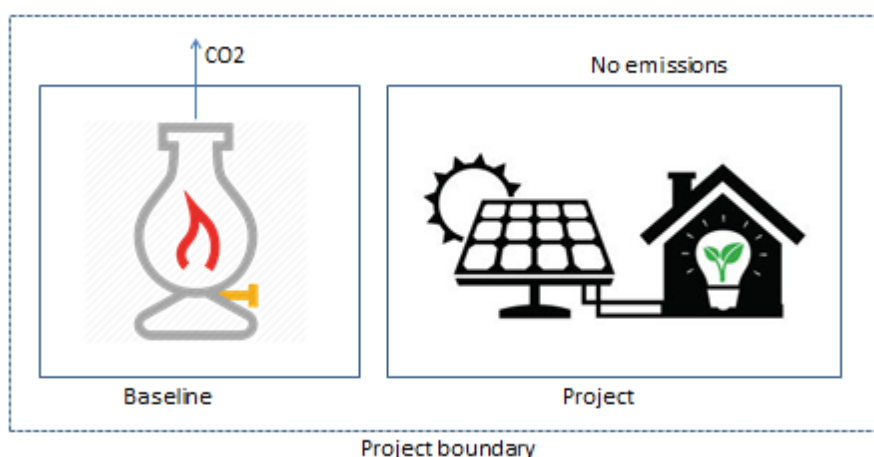 CO2
No emissions
Baseline
Project
Project boundary